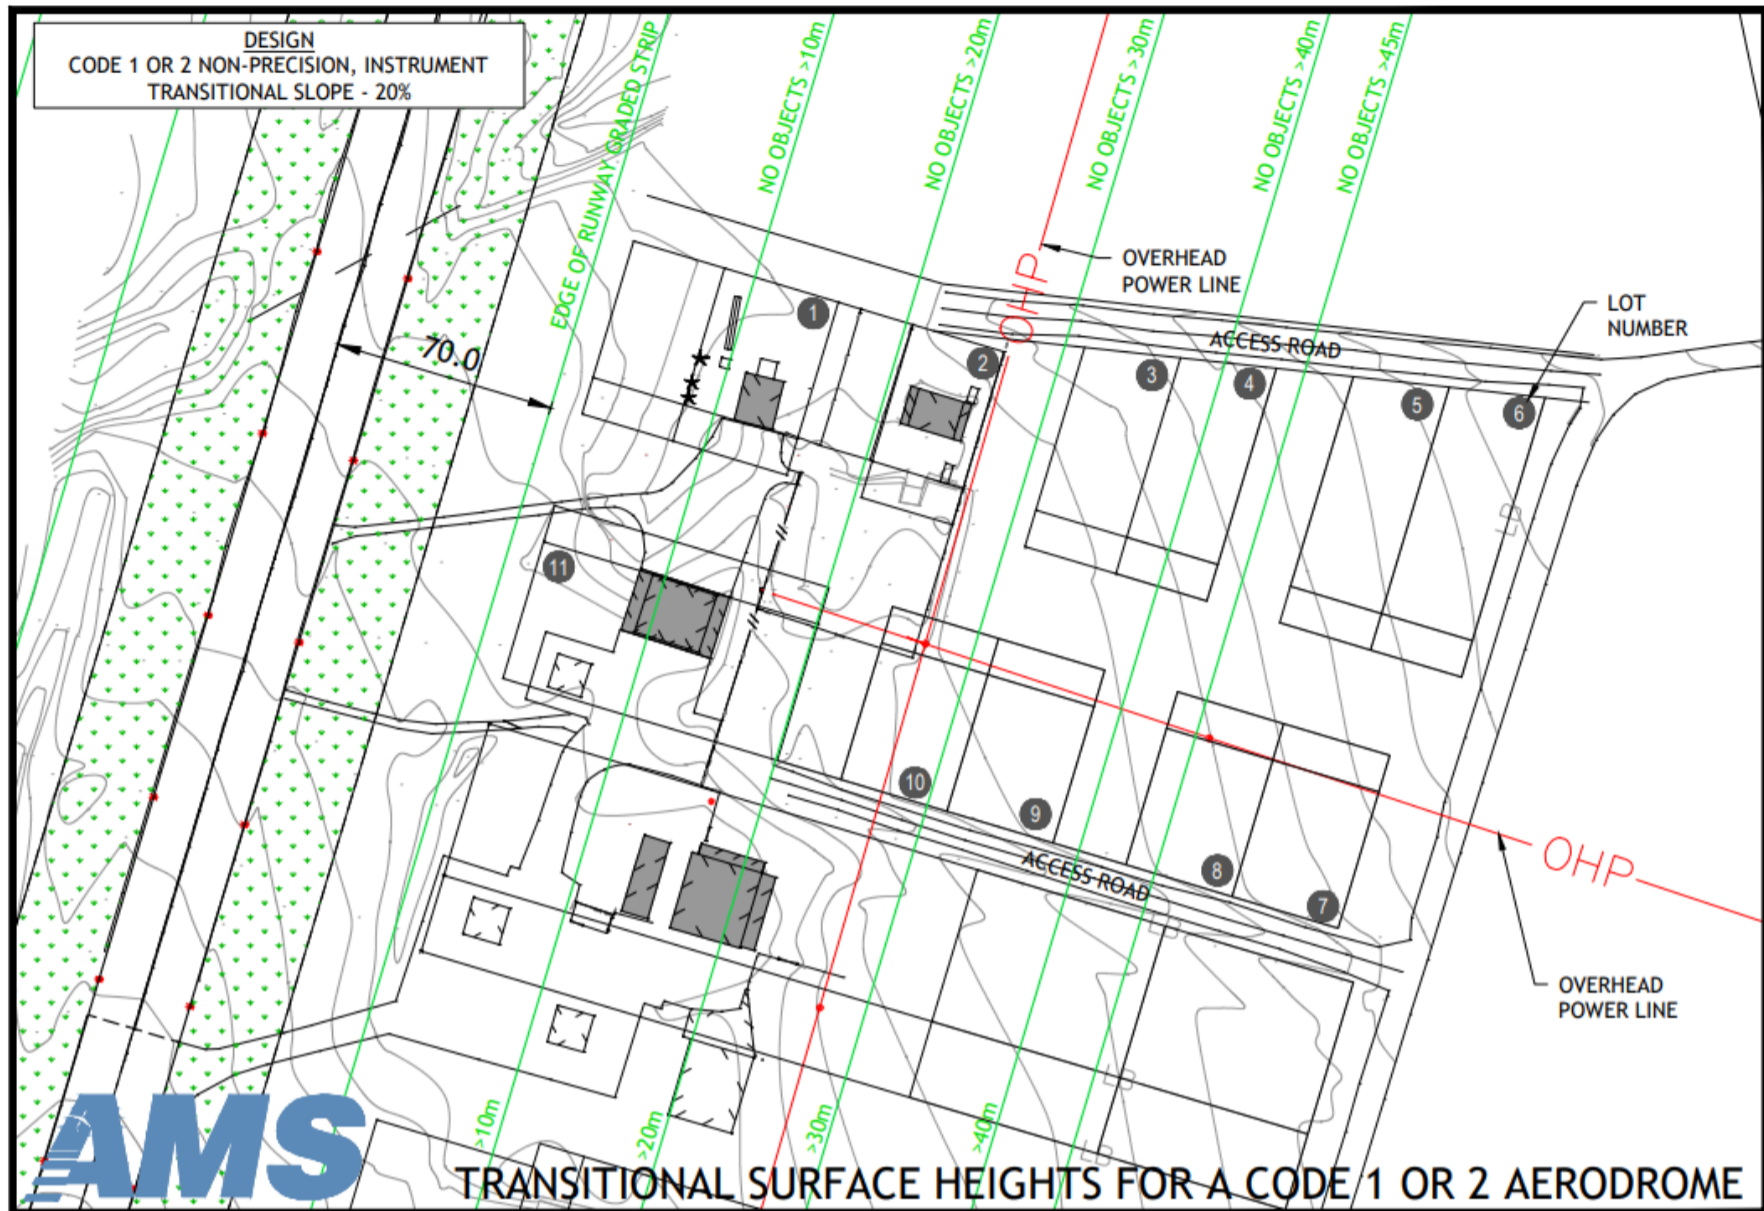 DESIGN
CODE 1 OR 2 NON-PRECISION, INSTRUMENT
TRANSITIONAL SLOPE - 20%
EDGE OF RUNWAY GRADED STRIP
NO OBJECTS >10m
NO OBJECTS >20m
NO OBJECTS >30m
NO OBJECTS >40m
NO OBJECTS >45m
OVERHEAD
POWER LINE
OHP
LOT
NUMBER
ACCESS ROAD
70.0
1
2
3
4
5
6
11
10
9
8
7
ACCESS ROAD
OHP
OVERHEAD
POWER LINE
>10m
>20m
>30m
>40m
AMS
TRANSITIONAL SURFACE HEIGHTS FOR A CODE 1 OR 2 AERODROME